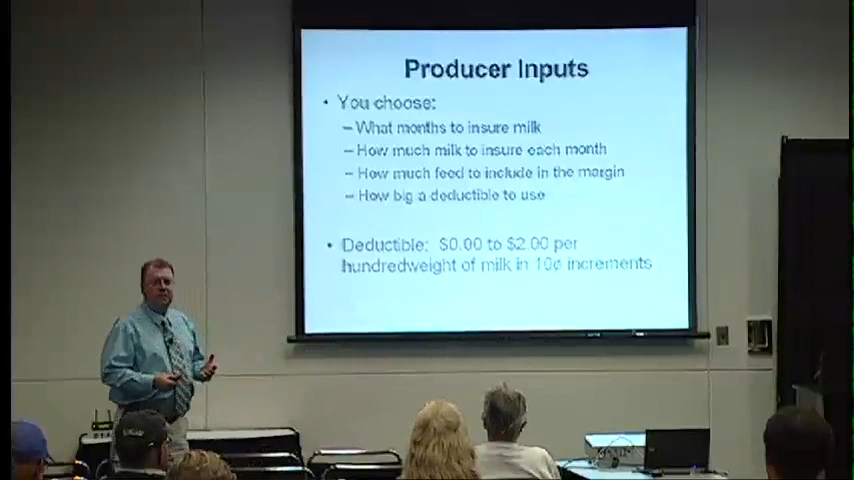 Producer Inputs
• You choose:
– What months to insure milk
– How much milk to insure each month
– How much feed to include in the margin
– How big a deductible to use
• Deductible: $0.00 to $2.00 per
hundredweight of milk in 10¢ increments